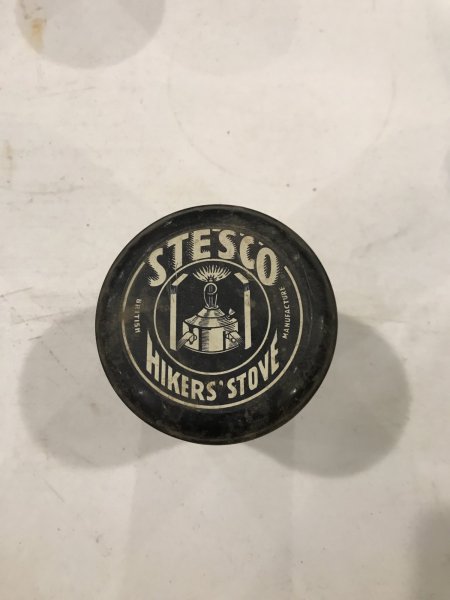 STESCO
BRITISH
MANUFACTURE
HIKERS' STOVE